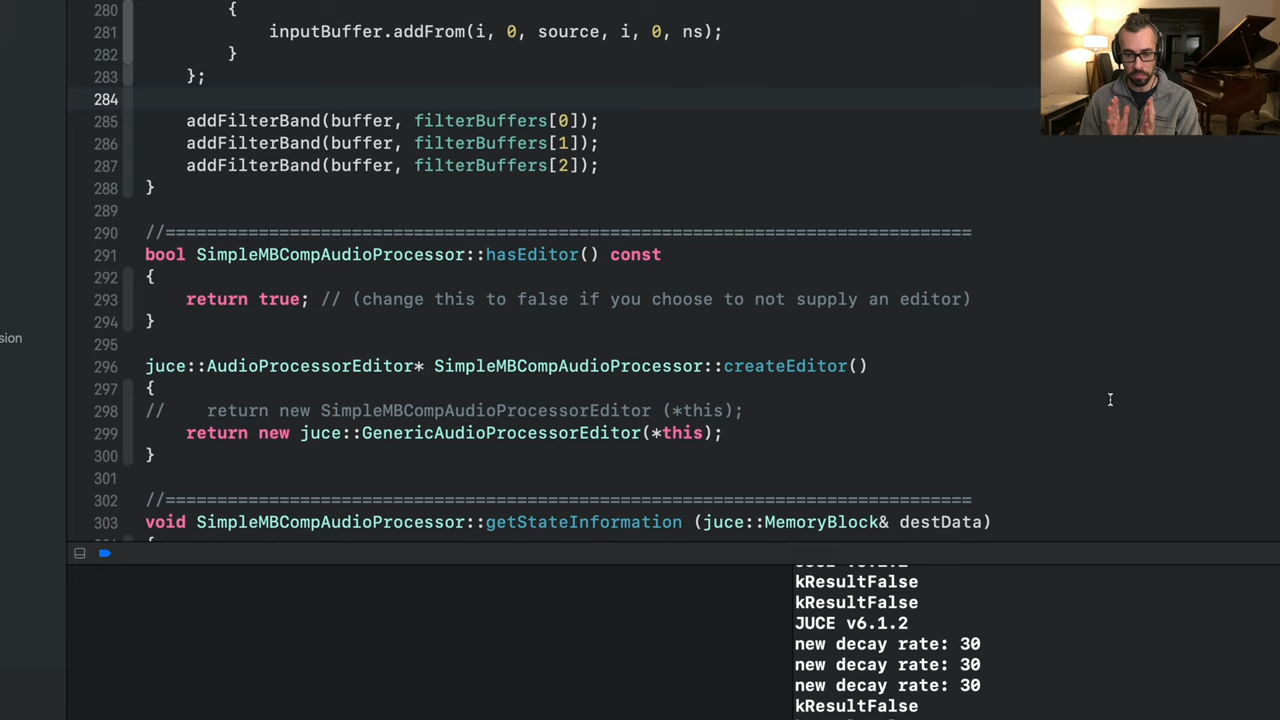 280 {
281 inputBuffer.addFrom(i, 0, source, i, 0, ns);
282 }
283 };
284
285 addFilterBand(buffer, filterBuffers[0]);
286 addFilterBand(buffer, filterBuffers[1]);
287 addFilterBand(buffer, filterBuffers[2]);
288 }
289
290 //==============================================================================
291 bool SimpleMBCompAudioProcessor::hasEditor() const
292 {
293 return true; // (change this to false if you choose to not supply an editor)
294 }
295
sion
296 juce::AudioProcessorEditor* SimpleMBCompAudioProcessor::createEditor()
297 {
298 // return new SimpleMBCompAudioProcessorEditor (*this);
299 return new juce::GenericAudioProcessorEditor(*this);
300 }
301
302 //==============================================================================
303 void SimpleMBCompAudioProcessor::getStateInformation (juce::MemoryBlock& destData)
{
kResultFalse
kResultFalse
JUCE v6.1.2
new decay rate: 30
new decay rate: 30
new decay rate: 30
kResultFalse